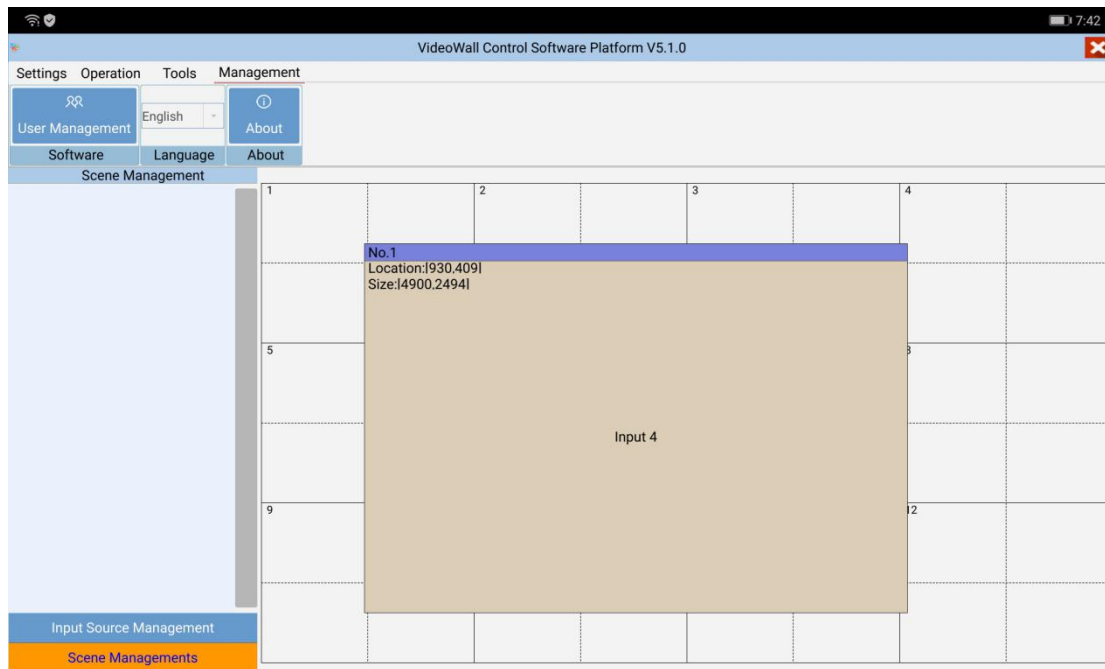 7:42
VideoWall Control Software Platform V5.1.0
Settings Operation Tools Management
User Management
English
About
Software Language About
Scene Management
1 2 3 4
No.1
Location:|930,409|
Size:|4900,2494|
5
Input 4
9 12
Input Source Management
Scene Managements